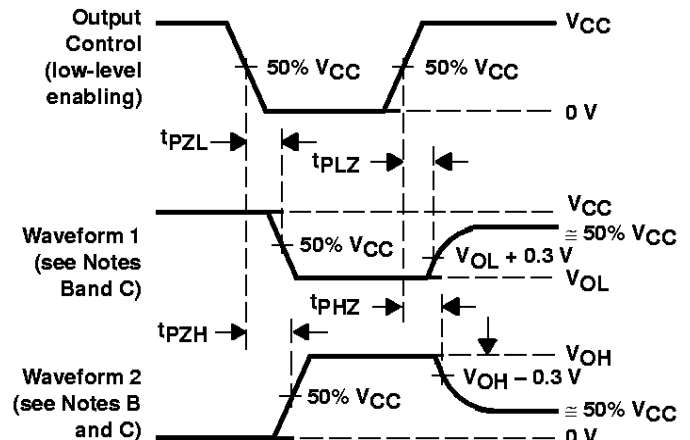 Output
Control
(low-level
enabling)
VCC
50% VCC
50% VCC
0 V
tPZL
tPLZ
VCC
≅ 50% VCC
Waveform 1
(see Notes
Band C)
50% VCC
VOL + 0.3 V
VOL
tPHZ
tPZH
VOH
Waveform 2
(see Notes B
and C)
50% VCC
VOH – 0.3 V
≅ 50% VCC
0 V